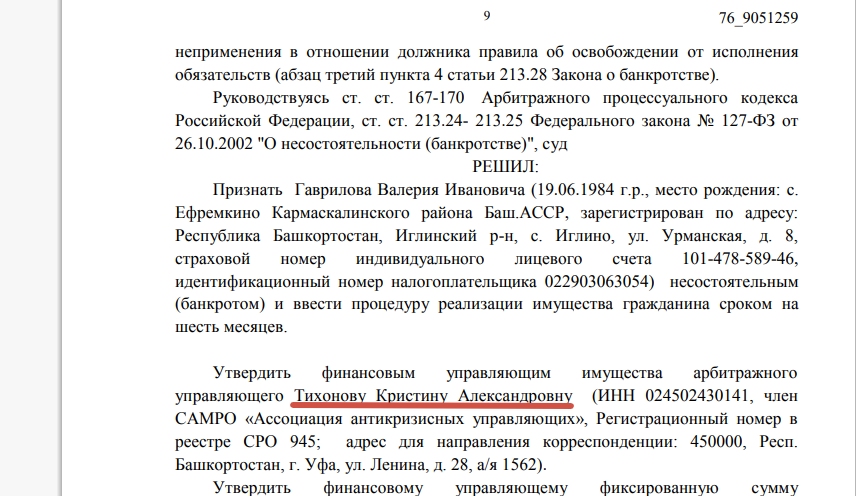 9
76_9051259
неприменения в отношении должника правила об освобождении от исполнения
обязательств (абзац третий пункта 4 статьи 213.28 Закона о банкротстве).
Руководствуясь ст. ст. 167-170 Арбитражного процессуального кодекса
Российской Федерации, ст. ст. 213.24- 213.25 Федерального закона № 127-ФЗ от
26.10.2002 "О несостоятельности (банкротстве)", суд
РЕШИЛ:
Признать Гаврилова Валерия Ивановича (19.06.1984 г.р., место рождения: с.
Ефремкино Кармаскалинского района Баш.АССР, зарегистрирован по адресу:
Республика Башкортостан, Иглинский р-н, с. Иглино, ул. Урманская, д. 8,
страховой номер индивидуального лицевого счета 101-478-589-46,
идентификационный номер налогоплательщика 022903063054) несостоятельным
(банкротом) и ввести процедуру реализации имущества гражданина сроком на
шесть месяцев.
Утвердить финансовым управляющим имущества арбитражного
управляющего Тихонову Кристину Александровну (ИНН 024502430141, член
САМРО «Ассоциация антикризисных управляющих», Регистрационный номер в
реестре СРО 945; адрес для направления корреспонденции: 450000, Респ.
Башкортостан, г. Уфа, ул. Ленина, д. 28, а/я 1562).
Утвердить финансовому управляющему фиксированную сумму